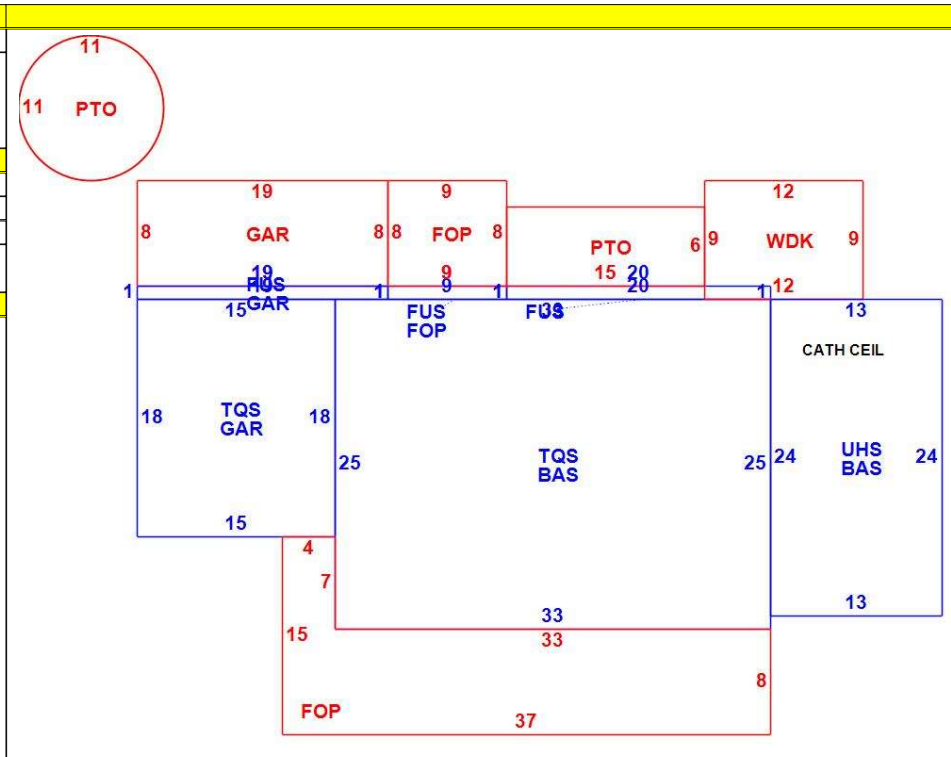 11
11 PTO
19 9 12
8 GAR 8 8 FOP 8 PTO 6 9 WDK 9
19 9 15 20 12
FUS 9 20
1 GAR 1 1 1
15 FUS FUS 33 13
FOP
CATH CEIL
18 TQS 18
GAR
25 TQS 25 24 UHS 24
BAS BAS
15
4
7
33 13
15 33
8
FOP
37